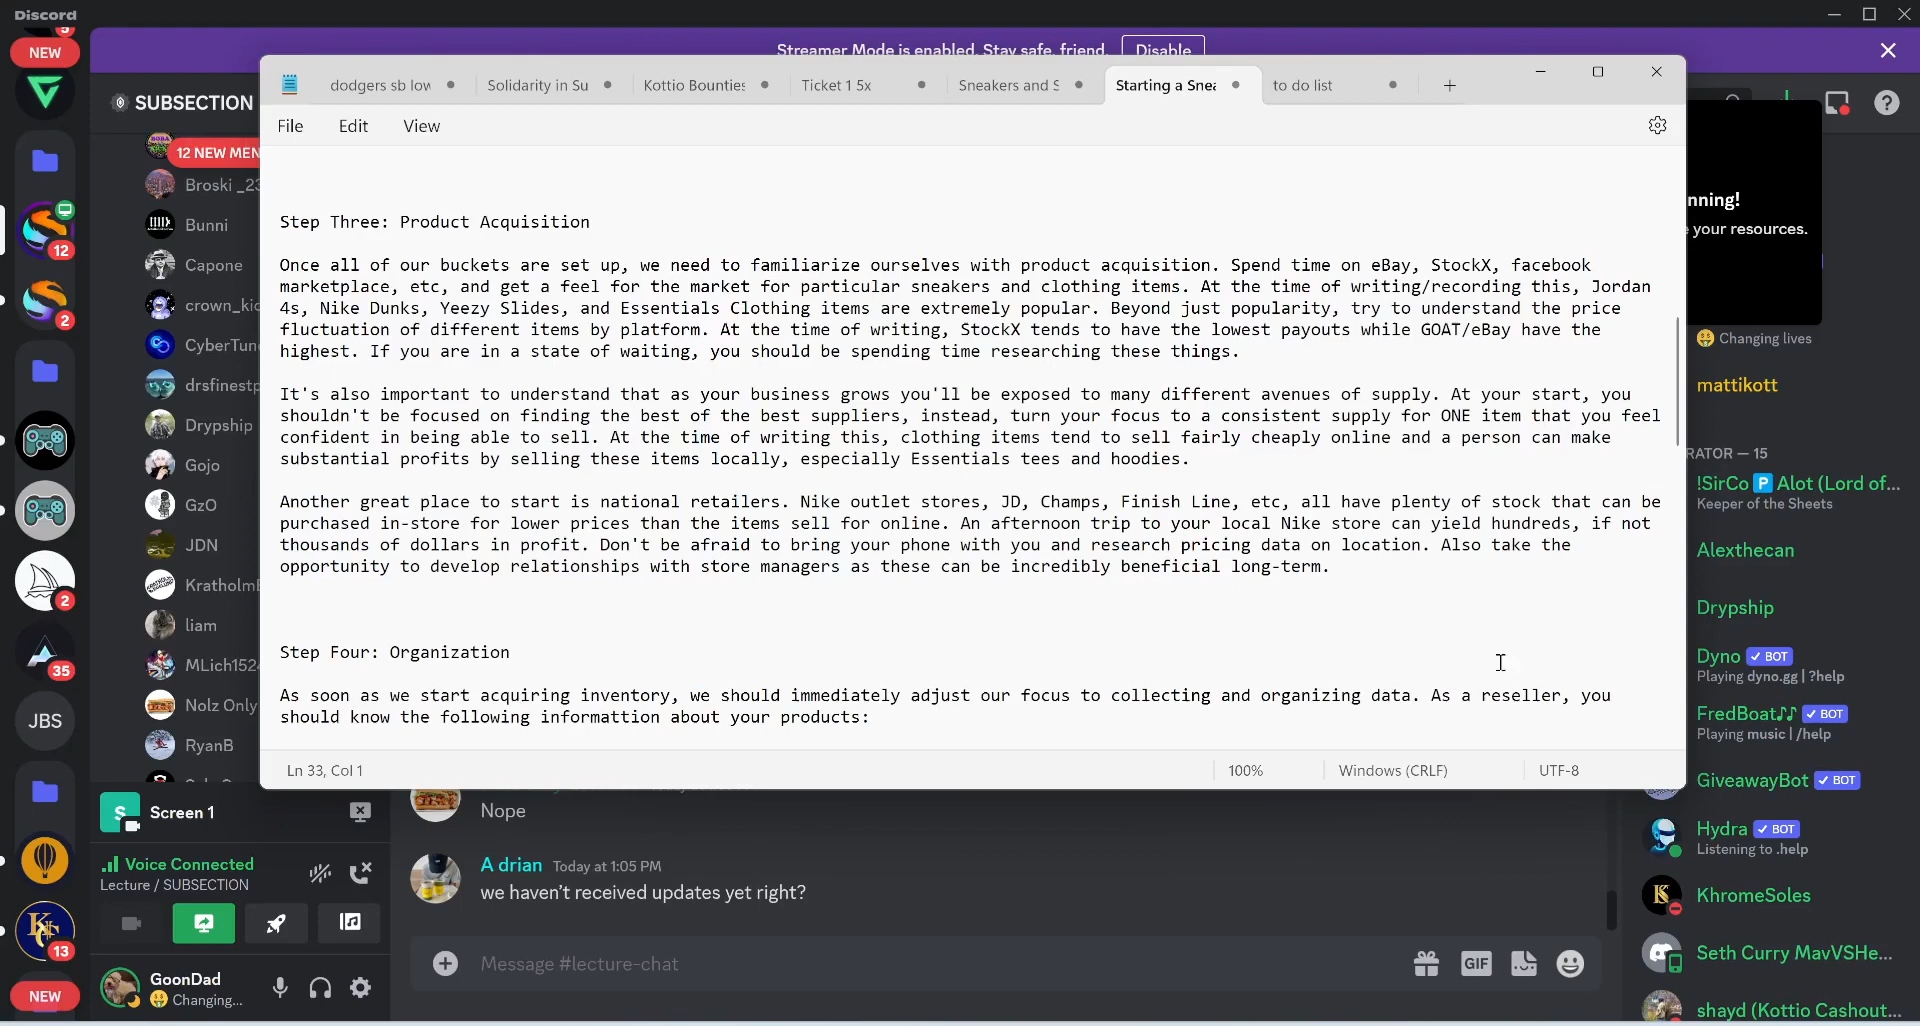 Discord
5
NEW
Streamer Mode is enabled. Stay safe, friend.
Disable
SUBSECTION
dodgers sb low
Solidarity in Su
Kottio Bounties
Ticket 1 5x
Sneakers and S
Starting a Snea
to do list
File
Edit
View
12 NEW MEN
Broski _23
Bunni
Capone
crown_kid
CyberTun
drsfinestp
Drypship
Gojo
GzO
JDN
Kratholm
liam
MLich152
Nolz Only
RyanB
12
2
2
35
JBS
13
NEW
Step Three: Product Acquisition
Once all of our buckets are set up, we need to familiarize ourselves with product acquisition. Spend time on eBay, StockX, facebook
marketplace, etc, and get a feel for the market for particular sneakers and clothing items. At the time of writing/recording this, Jordan
4s, Nike Dunks, Yeezy Slides, and Essentials Clothing items are extremely popular. Beyond just popularity, try to understand the price
fluctuation of different items by platform. At the time of writing, StockX tends to have the lowest payouts while GOAT/eBay have the
highest. If you are in a state of waiting, you should be spending time researching these things.
It's also important to understand that as your business grows you'll be exposed to many different avenues of supply. At your start, you
shouldn't be focused on finding the best of the best suppliers, instead, turn your focus to a consistent supply for ONE item that you feel
confident in being able to sell. At the time of writing this, clothing items tend to sell fairly cheaply online and a person can make
substantial profits by selling these items locally, especially Essentials tees and hoodies.
Another great place to start is national retailers. Nike outlet stores, JD, Champs, Finish Line, etc, all have plenty of stock that can be
purchased in-store for lower prices than the items sell for online. An afternoon trip to your local Nike store can yield hundreds, if not
thousands of dollars in profit. Don't be afraid to bring your phone with you and research pricing data on location. Also take the
opportunity to develop relationships with store managers as these can be incredibly beneficial long-term.
Step Four: Organization
As soon as we start acquiring inventory, we should immediately adjust our focus to collecting and organizing data. As a reseller, you
should know the following informattion about your products:
Ln 33, Col 1
100%
Windows (CRLF)
UTF-8
nning!
e your resources.
Changing lives
mattikott
RATOR — 15
!SirCo P Alot (Lord of...
Keeper of the Sheets
Alexthecan
Drypship
Dyno ✓ BOT
Playing dyno.gg | ?help
FredBoat♪♪ ✓ BOT
Playing music | /help
GiveawayBot ✓ BOT
Hydra ✓ BOT
Listening to .help
KhromeSoles
Seth Curry MavVSHe...
shayd (Kottio Cashout...
S
Screen 1
Voice Connected
Lecture / SUBSECTION
GoonDad
Changing...
Nope
A drian Today at 1:05 PM
we haven't received updates yet right?
Message #lecture-chat
GIF